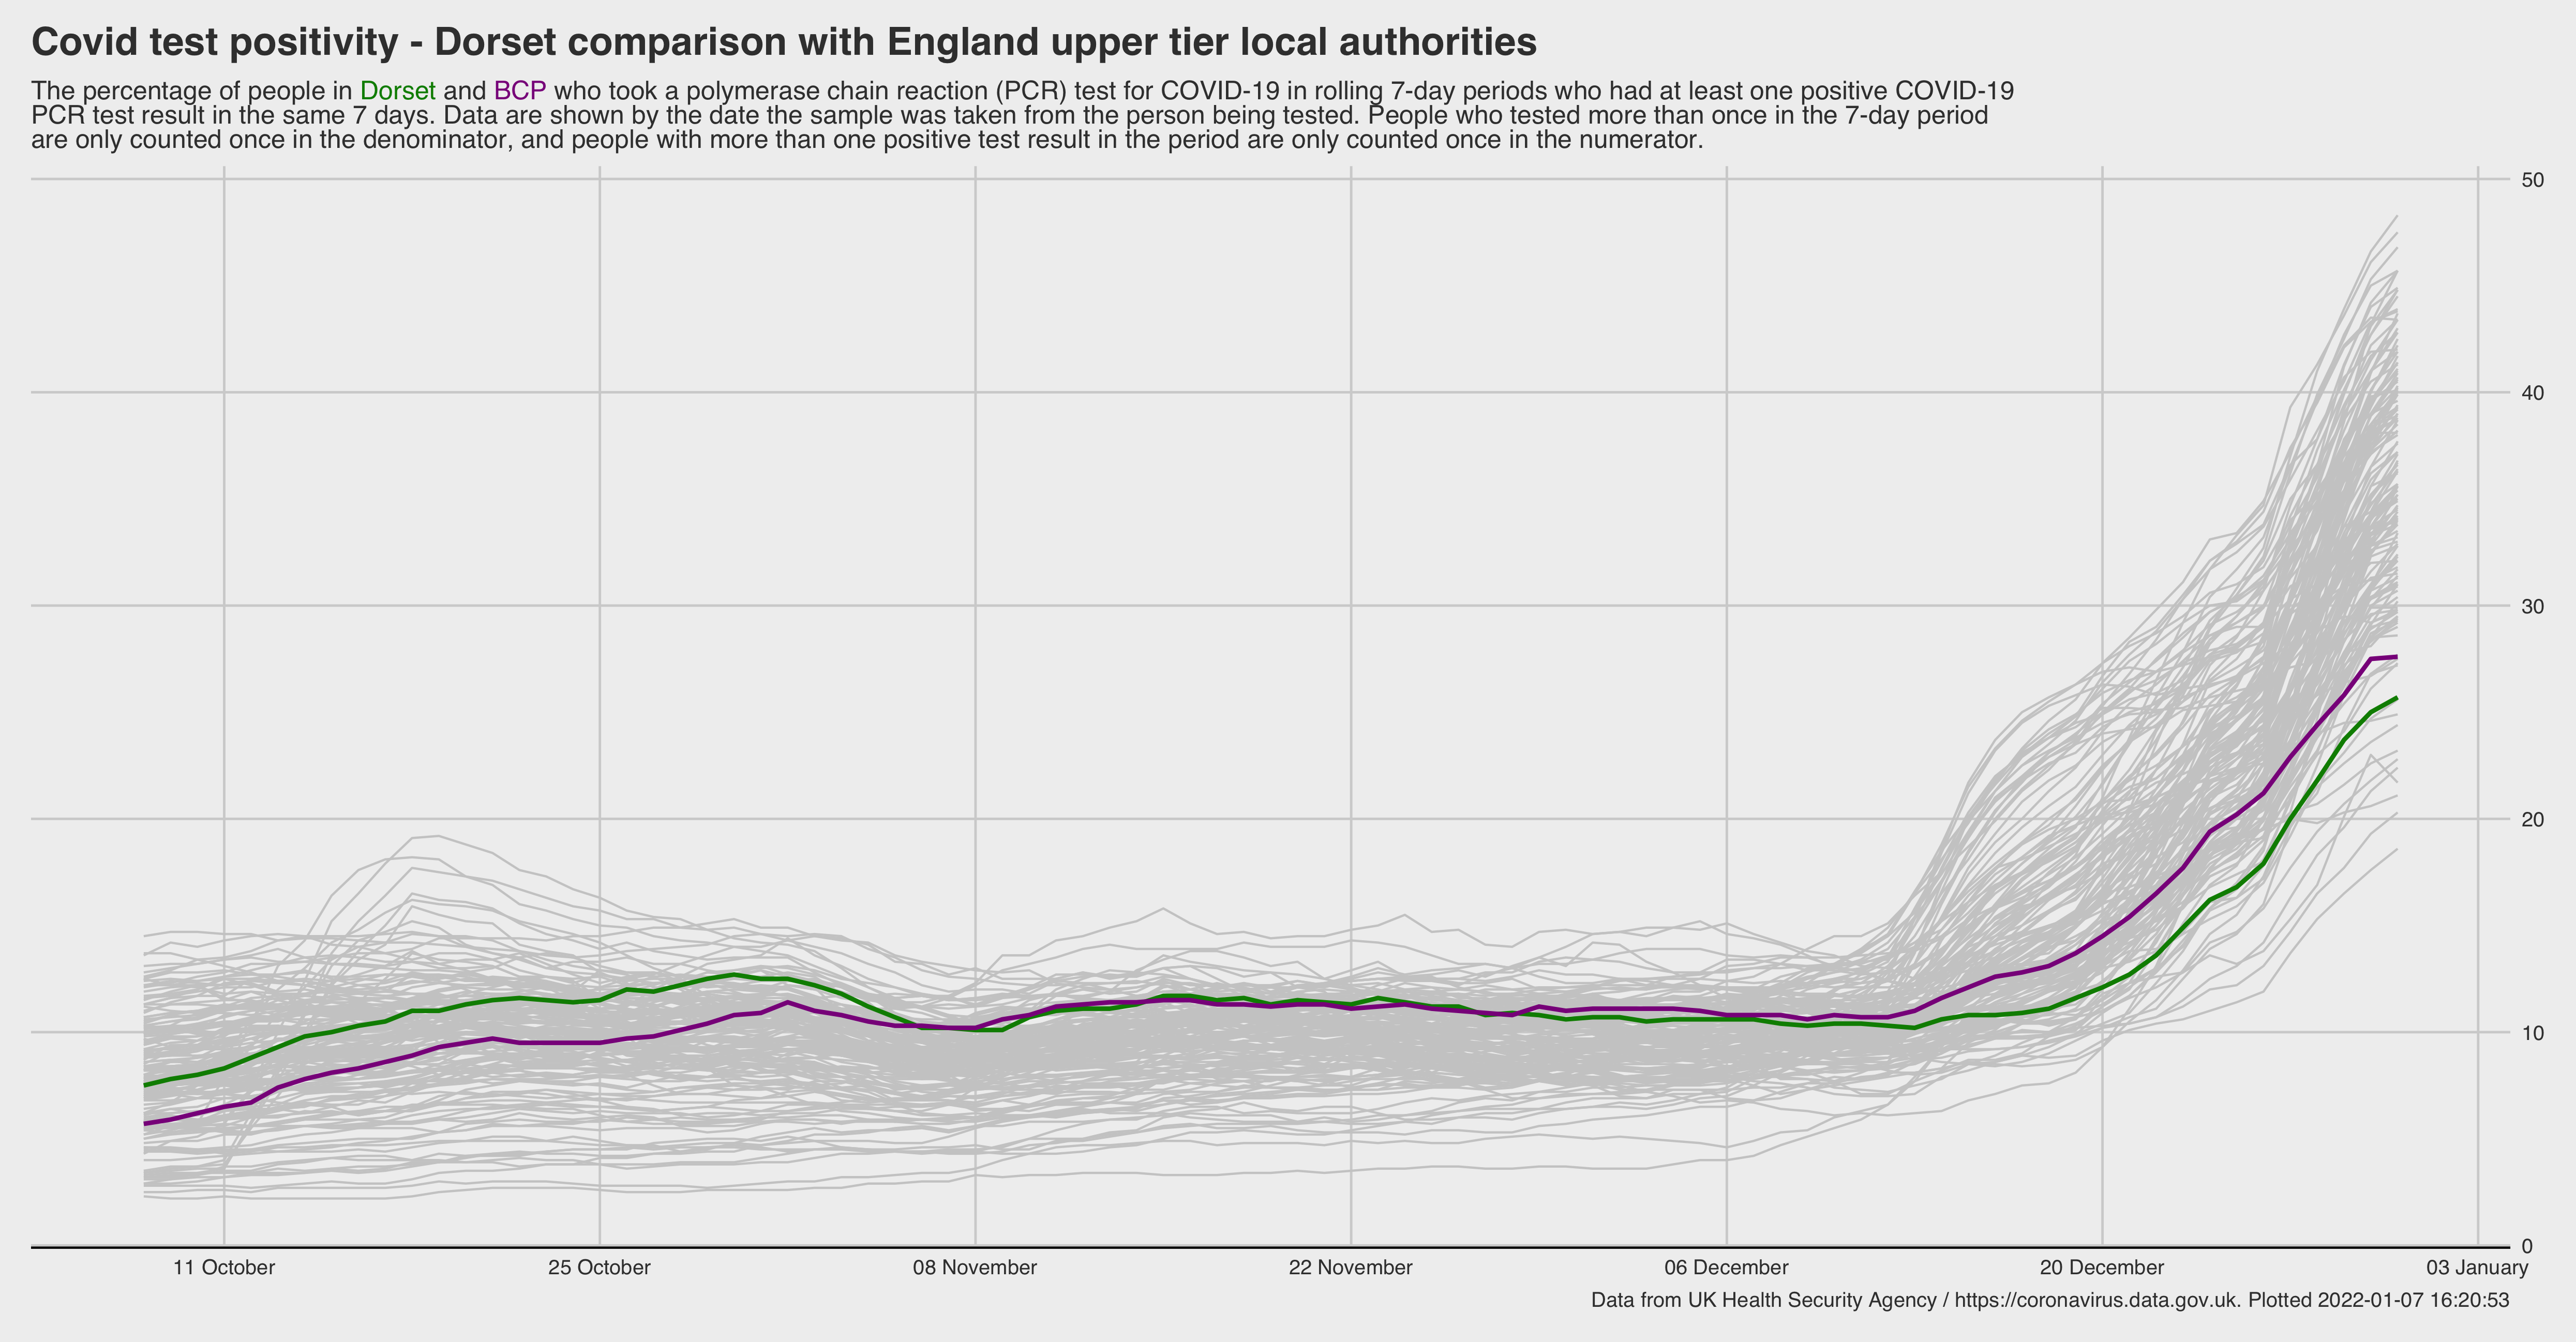 Covid test positivity - Dorset comparison with England upper tier local authorities
The percentage of people in Dorset and BCP who took a polymerase chain reaction (PCR) test for COVID-19 in rolling 7-day periods who had at least one positive COVID-19
PCR test result in the same 7 days. Data are shown by the date the sample was taken from the person being tested. People who tested more than once in the 7-day period
are only counted once in the denominator, and people with more than one positive test result in the period are only counted once in the numerator.
50
40
30
20
10
0
11 October 25 October 08 November 22 November 06 December 20 December 03 January
Data from UK Health Security Agency / https://coronavirus.data.gov.uk. Plotted 2022-01-07 16:20:53